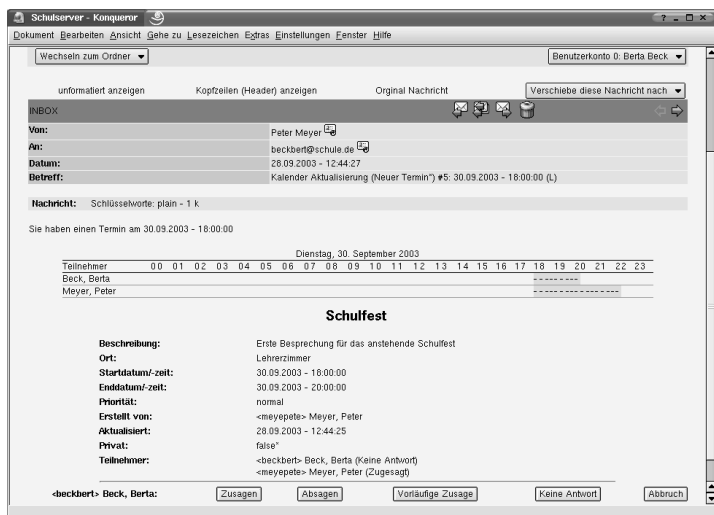 Schulserver - Konqueror
Dokument Bearbeiten Ansicht Gehe zu Lesezeichen Extras Einstellungen Fenster Hilfe
Wechseln zum Ordner Benutzerkonto 0: Berta Beck
unformatiert anzeigen Kopfzeilen (Header) anzeigen Orginal Nachricht Verschiebe diese Nachricht nach
INBOX
Von: Peter Meyer
An: beckbert@schule.de
Datum: 28.09.2003 - 12:44:27
Betreff: Kalender Aktualisierung (Neuer Termin") #5: 30.09.2003 - 18:00:00 (L)
Nachricht: Schlüsselworte: plain - 1 k
Sie haben einen Termin am 30.09.2003 - 18:00:00
Dienstag, 30. September 2003
Teilnehmer 00 01 02 03 04 05 06 07 08 09 10 11 12 13 14 15 16 17 18 19 20 21 22 23
Beck, Berta ---------
Meyer, Peter -----------------
Schulfest
Beschreibung: Erste Besprechung für das anstehende Schulfest
Ort: Lehrerzimmer
Startdatum/-zeit: 30.09.2003 - 18:00:00
Enddatum/-zeit: 30.09.2003 - 20:00:00
Priorität: normal
Erstellt von: <meyepete> Meyer, Peter
Aktualisiert: 28.09.2003 - 12:44:25
Privat: false"
Teilnehmer: <beckbert> Beck, Berta (Keine Antwort)
<meyepete> Meyer, Peter (Zugesagt)
<beckbert> Beck, Berta: Zusagen Absagen Vorläufige Zusage Keine Antwort Abbruch